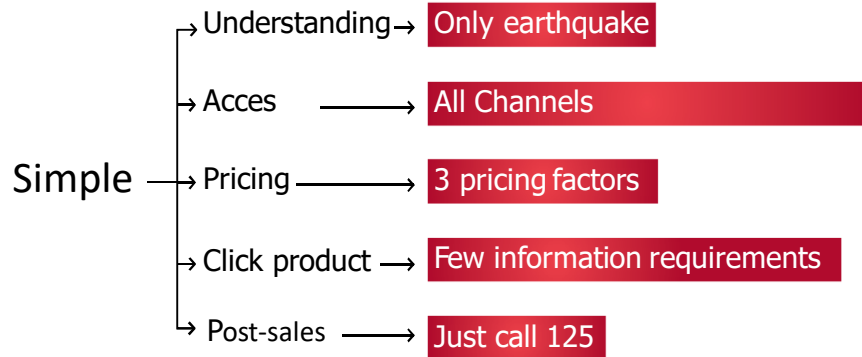 Understanding
Only earthquake
Acces
All Channels
Simple
Pricing
3 pricing factors
Click product
Few information requirements
Post-sales
Just call 125